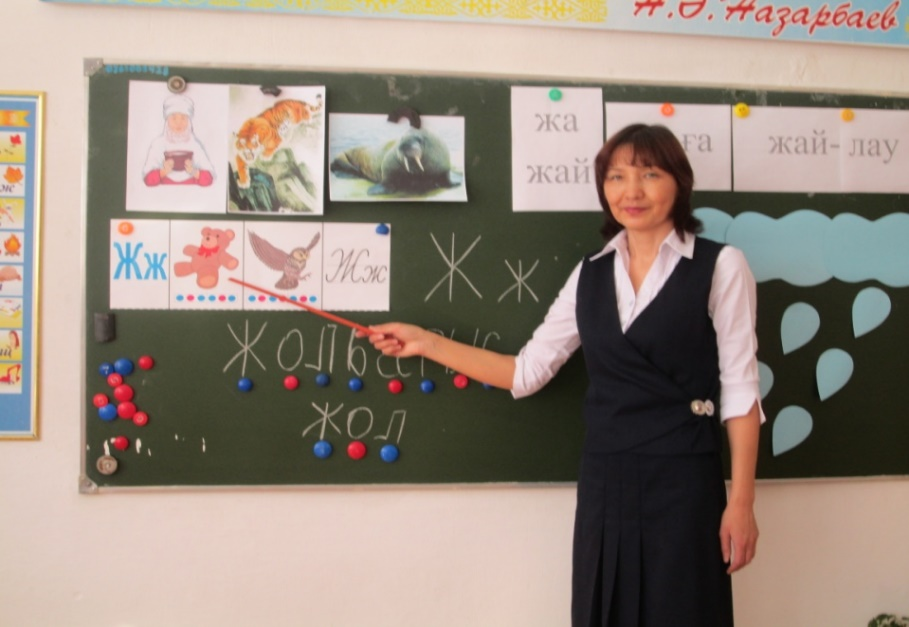 Н.Ә.Назарбаев
жа
жай
ға
жай- лау
Жж
Жж
Ж ж
жол